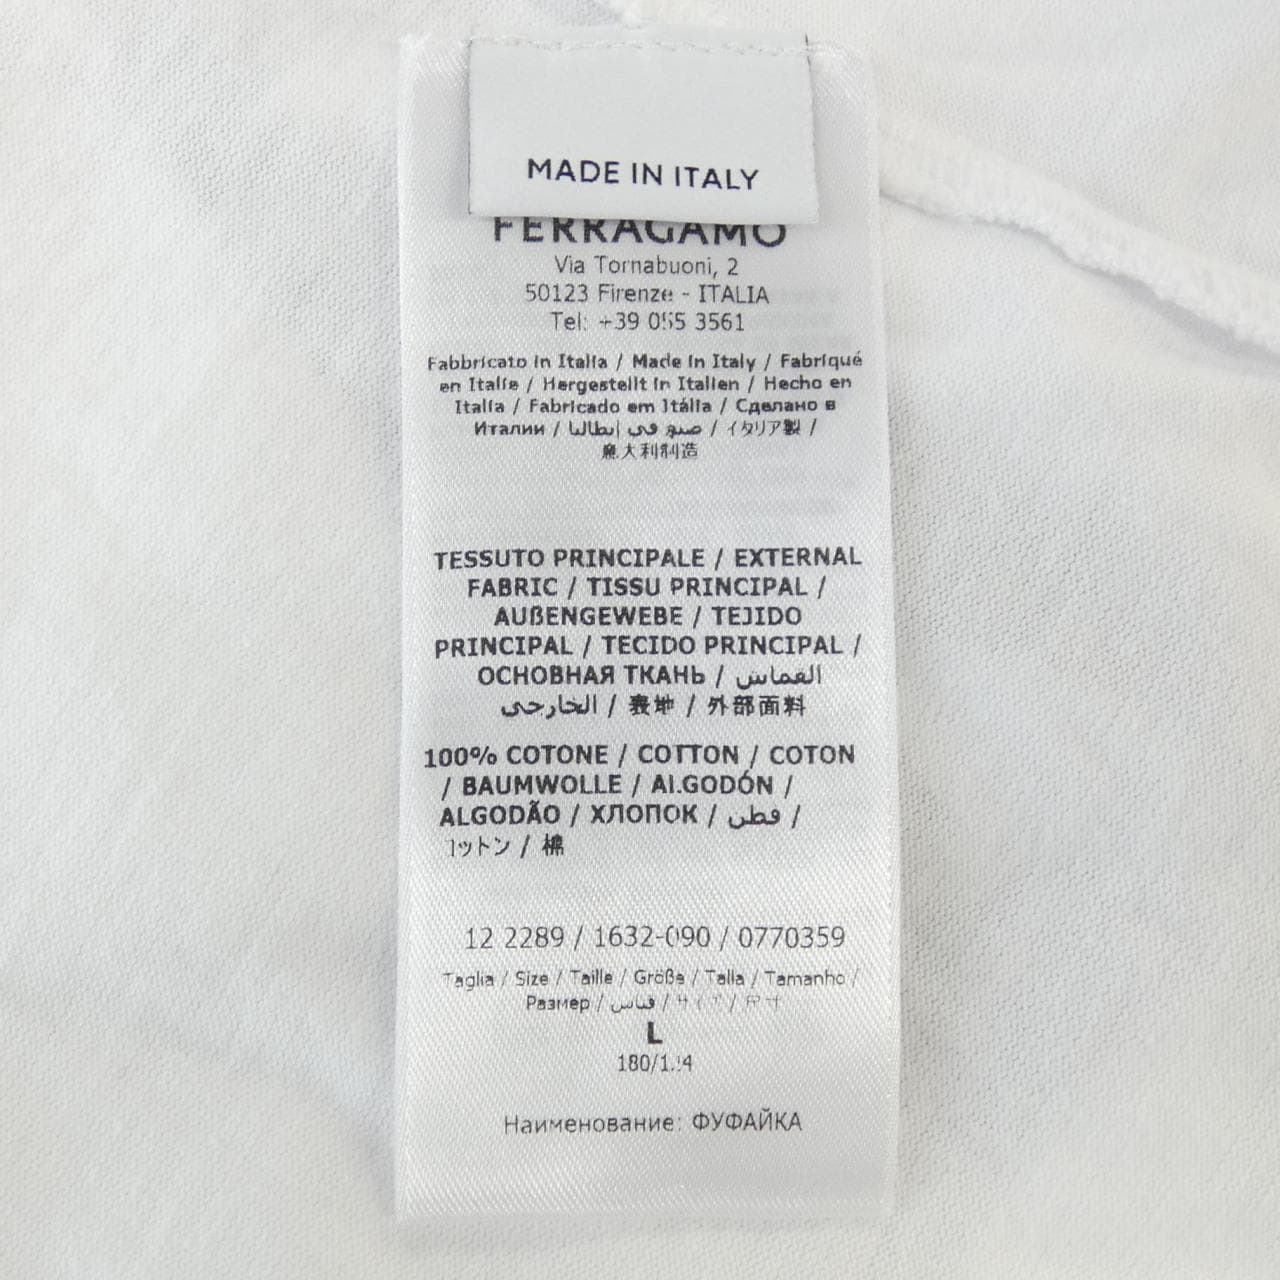 MADE IN ITALY
FERRAGAMO
Via Tornabuoni, 2
50123 Firenze - ITALIA
Tel: +39 055 3561
Fabbricato in Italia / Made in Italy / Fabriqué
en Italie / Hergestellt in Italien / Hecho en
Italia / Fabricado em Itália / Сделано в
Италии / صنع في إيطاليا / イタリア製 /
意大利制造
TESSUTO PRINCIPALE / EXTERNAL
FABRIC / TISSU PRINCIPAL /
AUßENGEWEBE / TEJIDO
PRINCIPAL / TECIDO PRINCIPAL /
ОСНОВНАЯ ТКАНЬ / القماش
الخارجي / 表地 / 外部面料
100% COTONE / COTTON / COTON
/ BAUMWOLLE / ALGODÓN /
ALGODÃO / ХЛОПОК / قطن /
コットン / 棉
12 2289 / 1632-090 / 0770359
Taglia / Size / Taille / Größe / Talla / Tamanho /
Размер / قياس / サイズ / 尺寸
L
Наименование: ФУФАЙКА